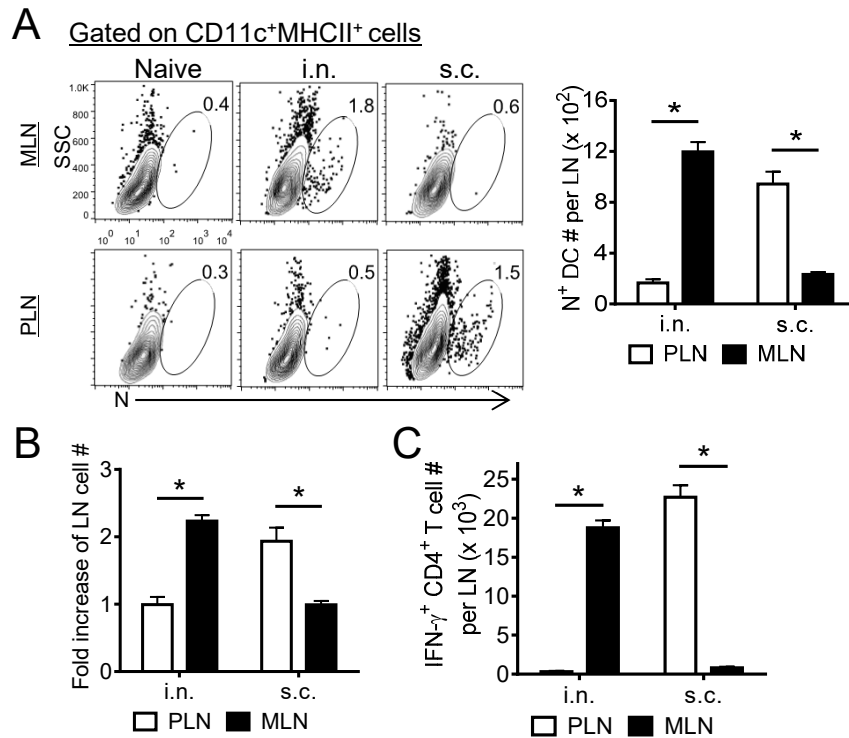 A
Gated on CD11c⁺MHCII⁺ cells
Naive
i.n.
s.c.
MLN
SSC
1.0K
800
600
400
200
0
0.4
1.8
0.6
10⁰ 10¹ 10² 10³ 10⁴
PLN
0.3
0.5
1.5
N
N⁺ DC # per LN (x 10²)
16
12
8
4
0
*
*
i.n.
s.c.
PLN MLN
B
Fold increase of LN cell #
3
2
1
0
*
*
i.n.
s.c.
PLN MLN
C
IFN-γ⁺ CD4⁺ T cell #
per LN (x 10³)
25
20
15
10
5
0
*
*
i.n.
s.c.
PLN MLN